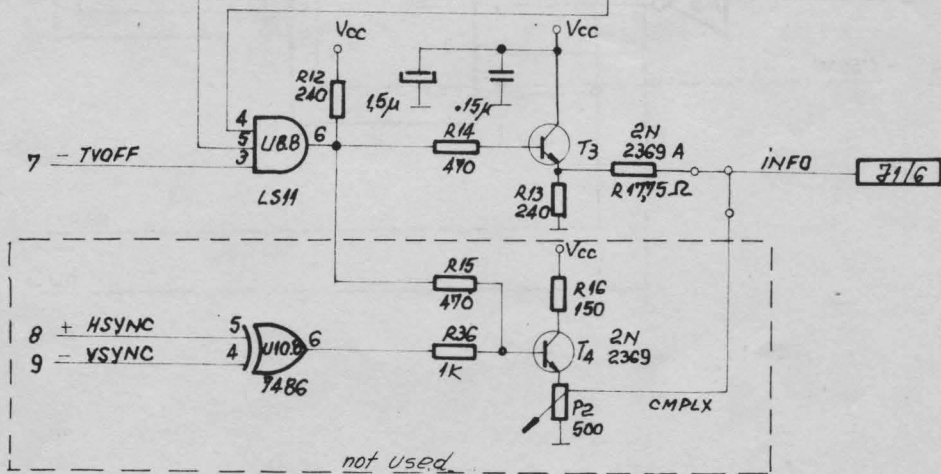 Vcc
Vcc
R12
240
1,5µ
.15µ
4
5
3
U8.B
6
LS11
7 - TVOFF
R14
470
T3
2N
2369 A
R17,75 Ω
R13
240
INFO
J1/6
Vcc
R15
470
R16
150
8 + HSYNC
9 - VSYNC
5
4
U10.B
6
7486
R36
1K
T4
2N
2369
P2
500
CMPLX
not used